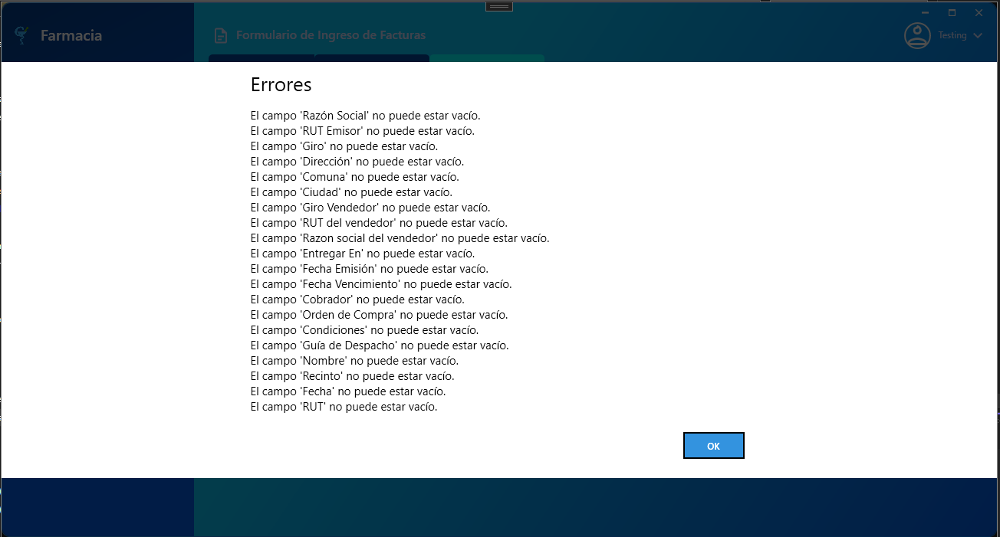 Farmacia
Formulario de Ingreso de Facturas
Testing
Errores
El campo 'Razón Social' no puede estar vacío.
El campo 'RUT Emisor' no puede estar vacío.
El campo 'Giro' no puede estar vacío.
El campo 'Dirección' no puede estar vacío.
El campo 'Comuna' no puede estar vacío.
El campo 'Ciudad' no puede estar vacío.
El campo 'Giro Vendedor' no puede estar vacío.
El campo 'RUT del vendedor' no puede estar vacío.
El campo 'Razon social del vendedor' no puede estar vacío.
El campo 'Entregar En' no puede estar vacío.
El campo 'Fecha Emisión' no puede estar vacío.
El campo 'Fecha Vencimiento' no puede estar vacío.
El campo 'Cobrador' no puede estar vacío.
El campo 'Orden de Compra' no puede estar vacío.
El campo 'Condiciones' no puede estar vacío.
El campo 'Guía de Despacho' no puede estar vacío.
El campo 'Nombre' no puede estar vacío.
El campo 'Recinto' no puede estar vacío.
El campo 'Fecha' no puede estar vacío.
El campo 'RUT' no puede estar vacío.
OK